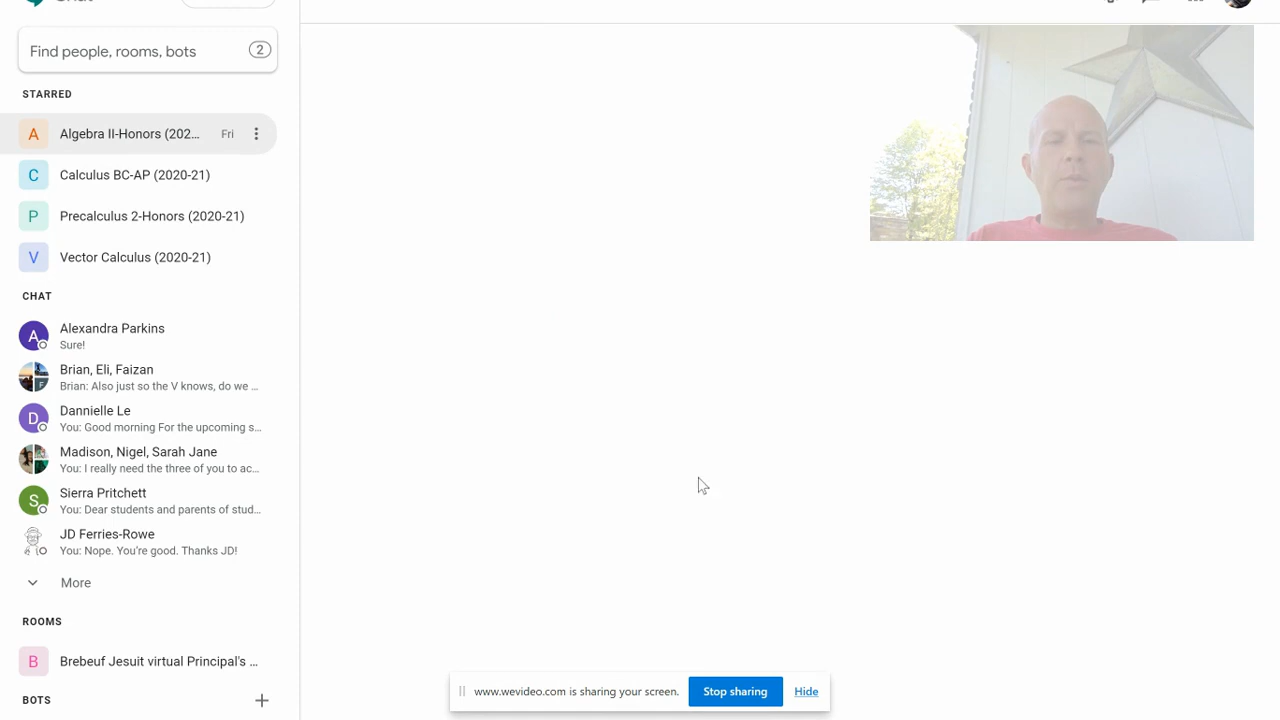 Chat
Find people, rooms, bots
2
STARRED
A Algebra II-Honors (202... Fri
C Calculus BC-AP (2020-21)
P Precalculus 2-Honors (2020-21)
V Vector Calculus (2020-21)
CHAT
A Alexandra Parkins
Sure!
Brian, Eli, Faizan
F Brian: Also just so the V knows, do we ...
D Dannielle Le
You: Good morning For the upcoming s...
Madison, Nigel, Sarah Jane
You: I really need the three of you to ac...
S Sierra Pritchett
You: Dear students and parents of stud...
JD Ferries-Rowe
You: Nope. You're good. Thanks JD!
More
ROOMS
B Brebeuf Jesuit virtual Principal's ...
BOTS
www.wevideo.com is sharing your screen. Stop sharing Hide